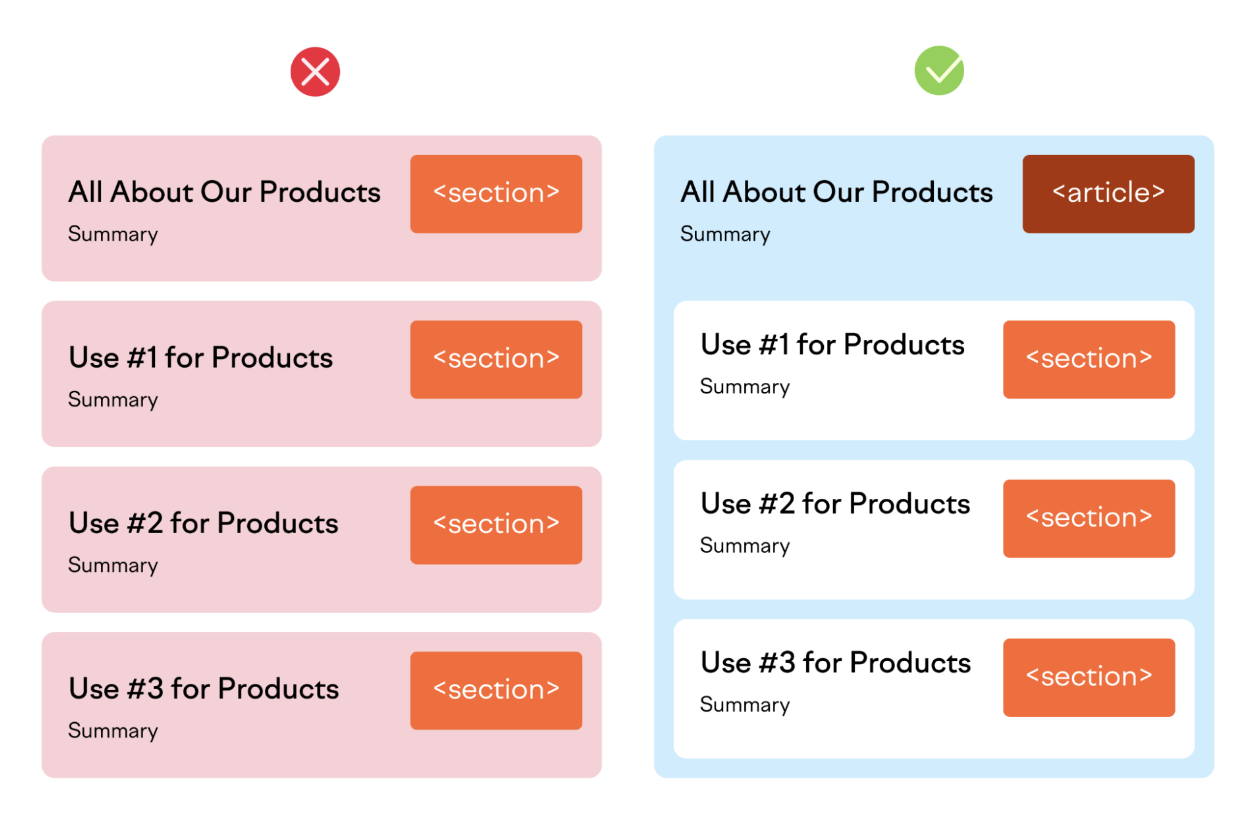 All About Our Products
<section>
Summary
Use #1 for Products
<section>
Summary
Use #2 for Products
<section>
Summary
Use #3 for Products
<section>
Summary
All About Our Products
<article>
Summary
Use #1 for Products
<section>
Summary
Use #2 for Products
<section>
Summary
Use #3 for Products
<section>
Summary